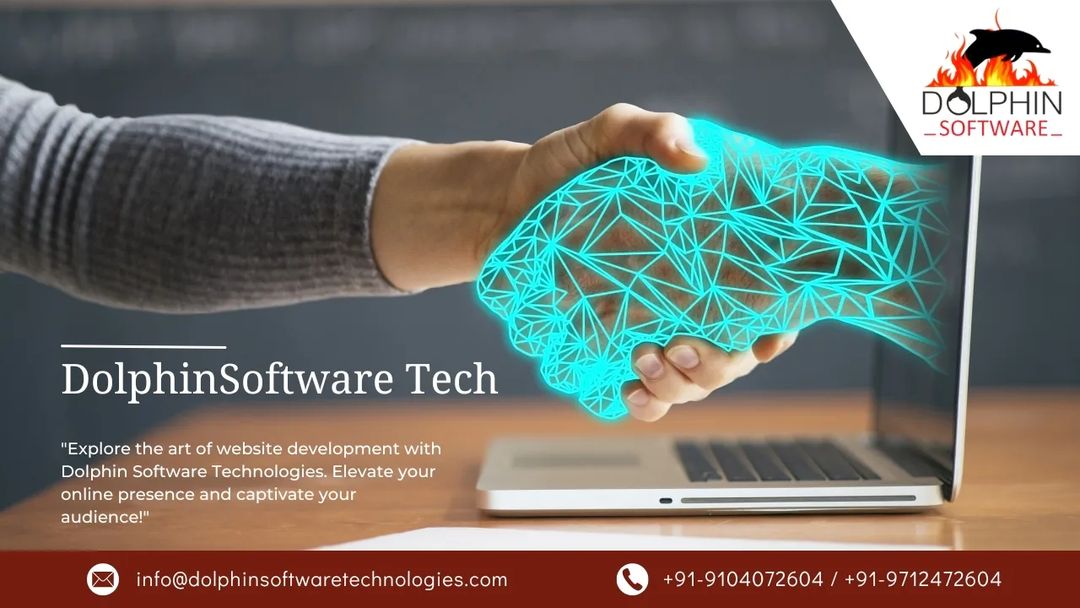 DOLPHIN
SOFTWARE
DolphinSoftware Tech
"Explore the art of website development with
Dolphin Software Technologies. Elevate your
online presence and captivate your
audience!"
info@dolphinsoftwaretechnologies.com
+91-9104072604 / +91-9712472604